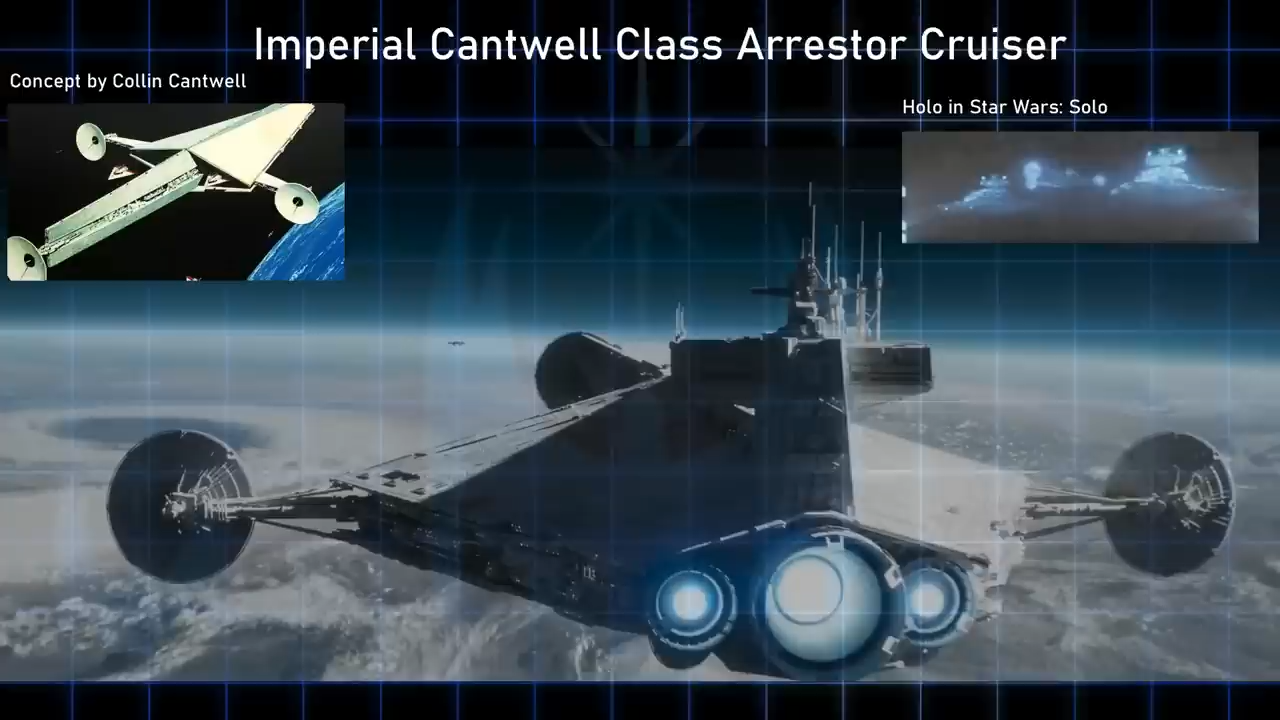 Imperial Cantwell Class Arrestor Cruiser
Concept by Collin Cantwell
Holo in Star Wars: Solo